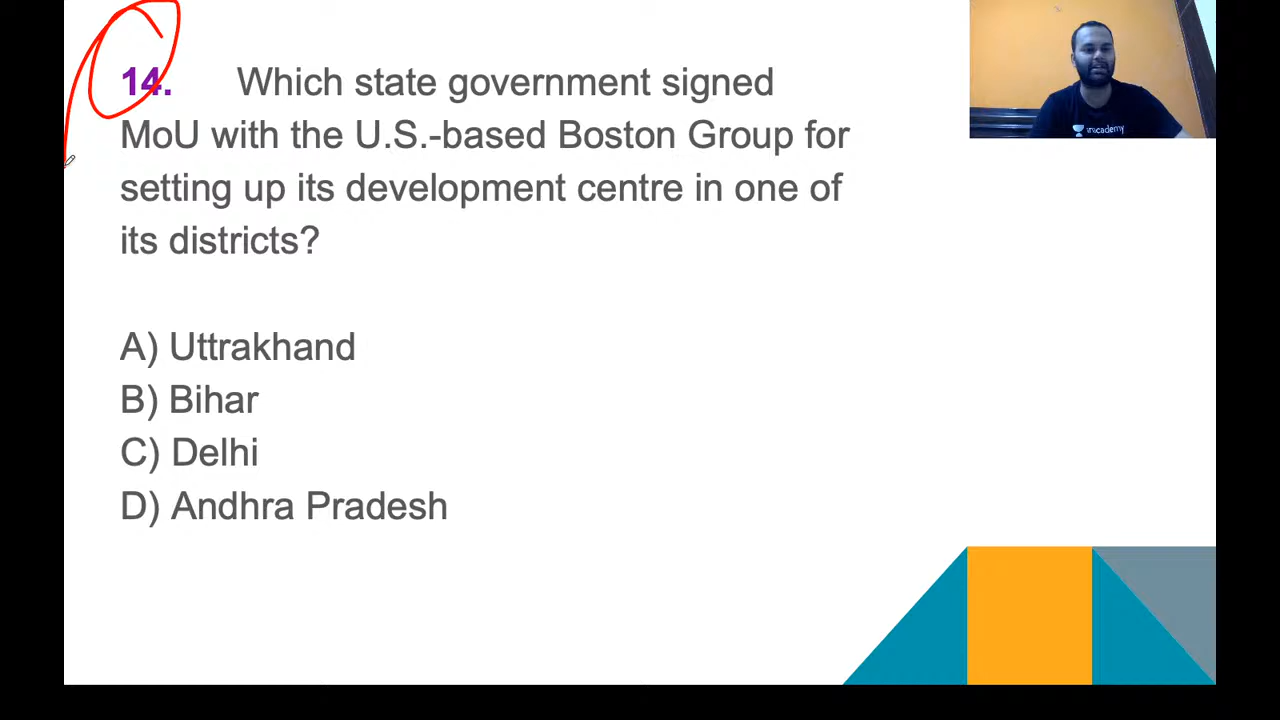 14. Which state government signed
MoU with the U.S.-based Boston Group for
setting up its development centre in one of
its districts?
A) Uttrakhand
B) Bihar
C) Delhi
D) Andhra Pradesh
unacademy